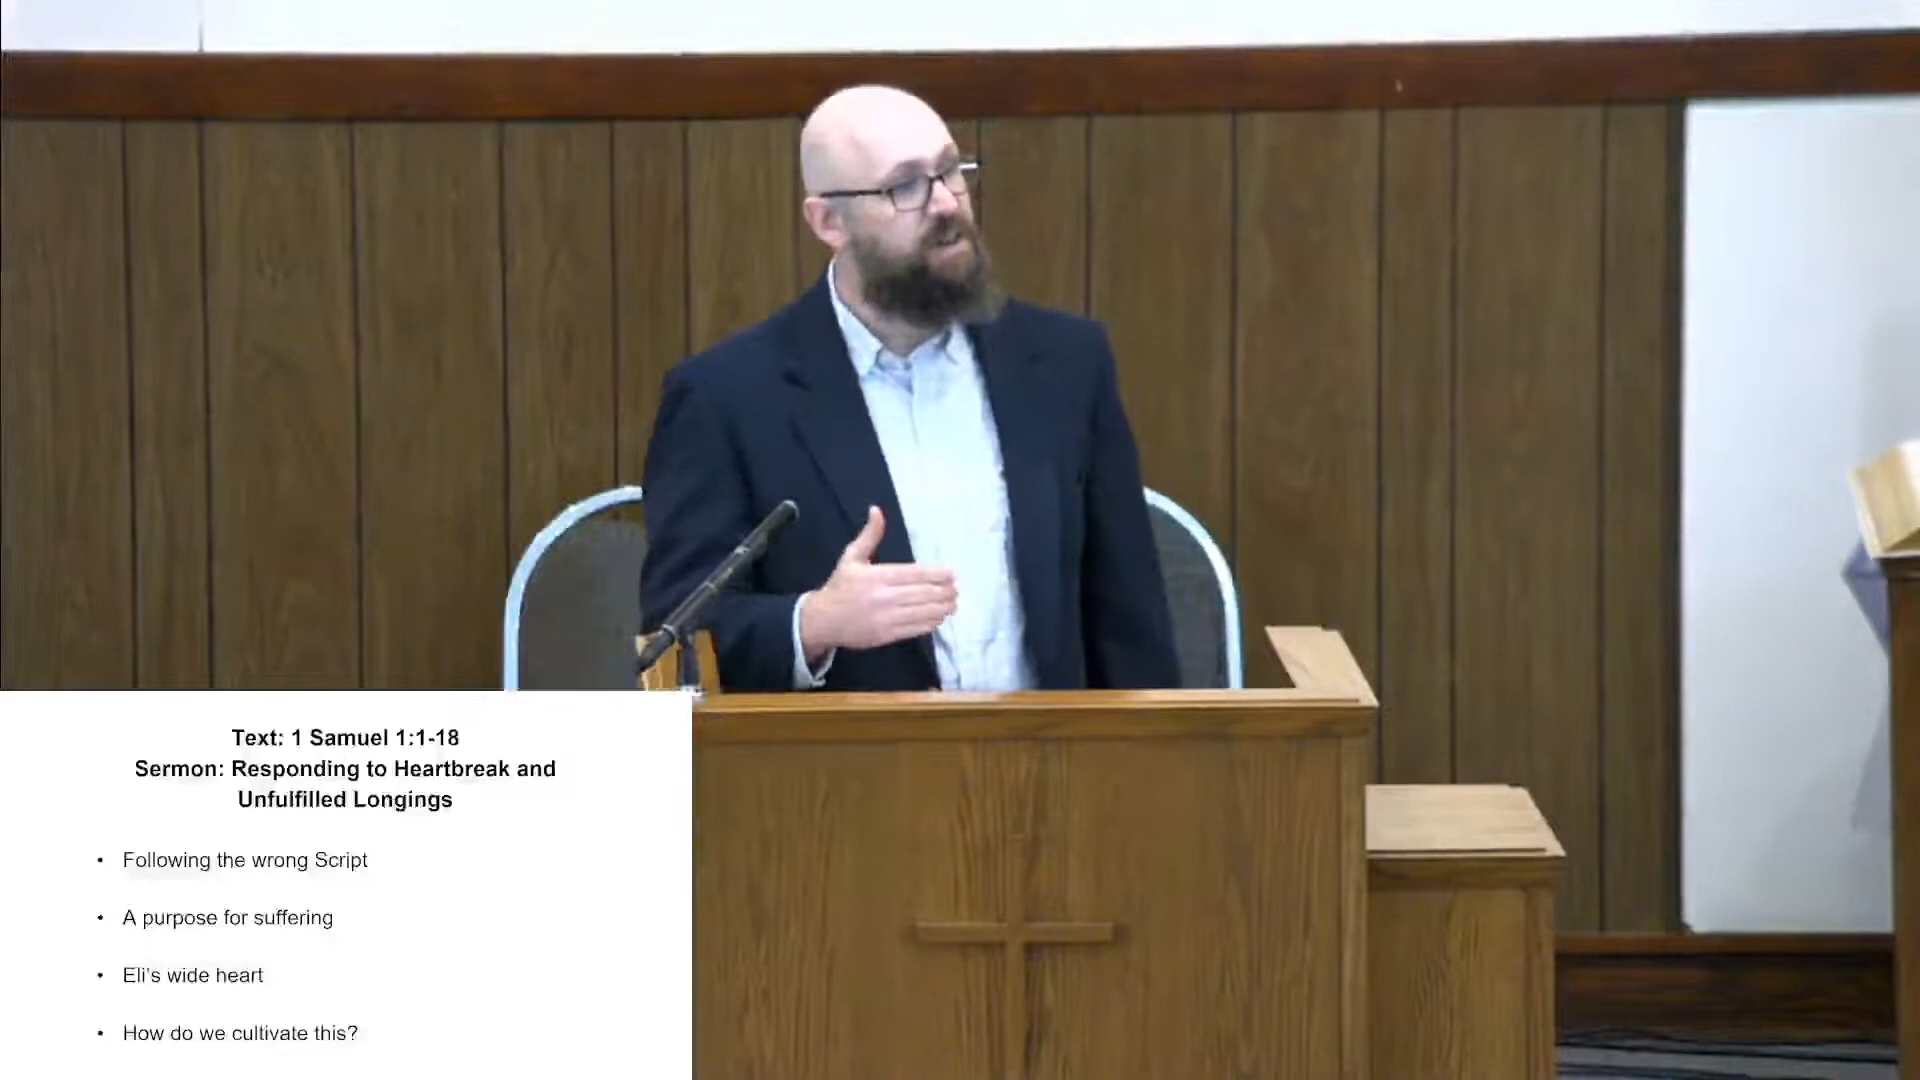 Text: 1 Samuel 1:1-18
Sermon: Responding to Heartbreak and
Unfulfilled Longings
• Following the wrong Script
• A purpose for suffering
• Eli's wide heart
• How do we cultivate this?